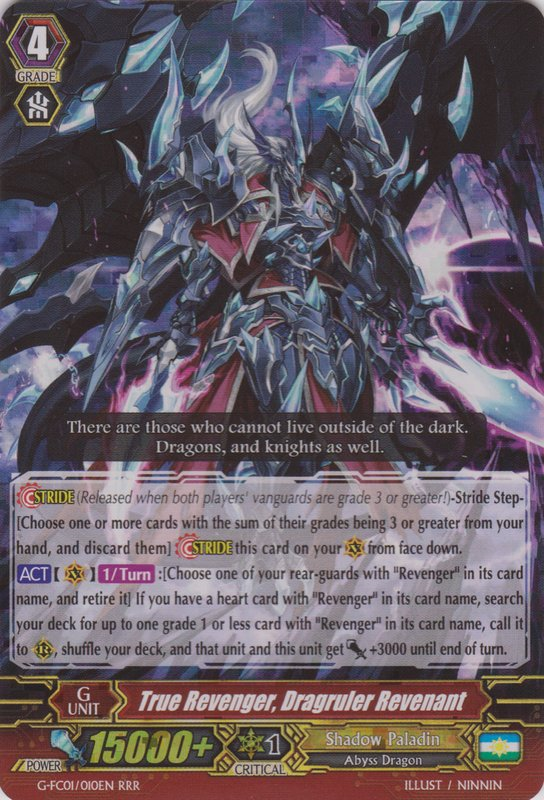 4
GRADE
There are those who cannot live outside of the dark.
Dragons, and knights as well.
STRIDE(Released when both players' vanguards are grade 3 or greater!)-Stride Step-
[Choose one or more cards with the sum of their grades being 3 or greater from your
hand, and discard them] STRIDE this card on your V from face down.
ACT [ V ] 1/Turn :[Choose one of your rear-guards with "Revenger" in its card
name, and retire it] If you have a heart card with "Revenger" in its card name, search
your deck for up to one grade 1 or less card with "Revenger" in its card name, call it
to R, shuffle your deck, and that unit and this unit get +3000 until end of turn.
G
UNIT
True Revenger, Dragruler Revenant
POWER
15000+
1
CRITICAL
Shadow Paladin
Abyss Dragon
G-FC01/010EN RRR
ILLUST / NINNIN